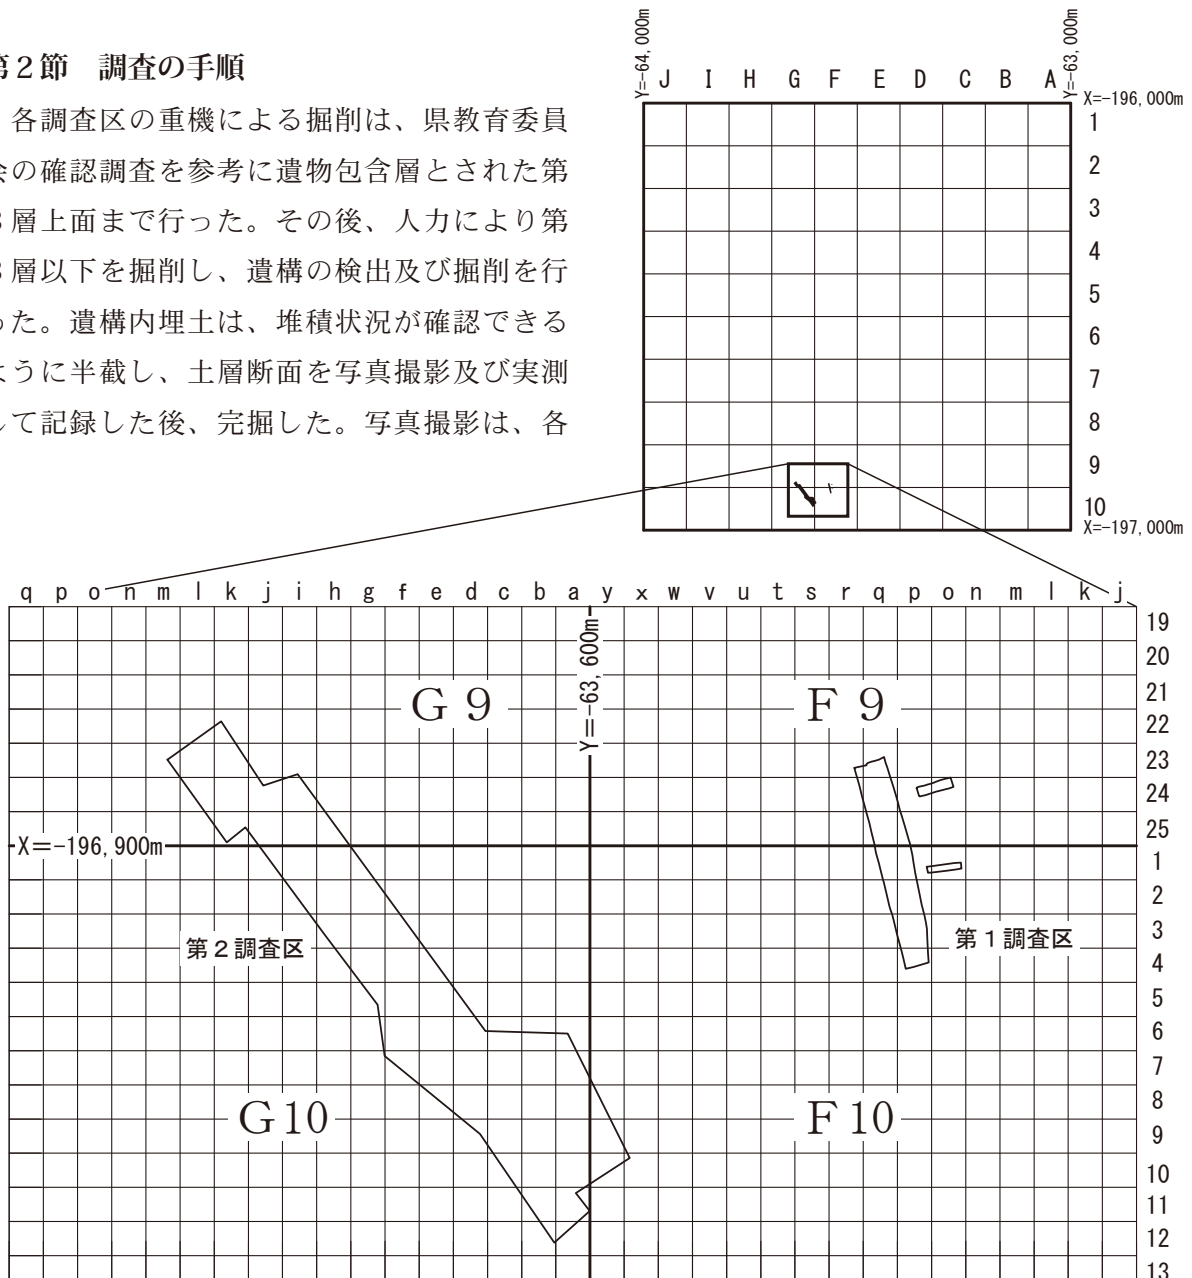 第２節　調査の手順
各調査区の重機による掘削は、県教育委員
会の確認調査を参考に遺物包含層とされた第
層上面まで行った。その後、人力により第
層以下を掘削し、遺構の検出及び掘削を行
った。遺構内埋土は、堆積状況が確認できる
ように半截し、土層断面を写真撮影及び実測
して記録した後、完掘した。写真撮影は、各
Y=-64,000m
Y=-63,000m
J I H G F E D C B A
X=-196,000m
1
2
3
4
5
6
7
8
9
10
X=-197,000m
q p o n m l k j i h g f e d c b a y x w v u t s r q p o n m l k j
19
20
21
22
23
24
25
1
2
3
4
5
6
7
8
9
10
11
12
13
Y=-63,600m
G 9
F 9
X=-196,900m
第２調査区
第１調査区
G10
F10